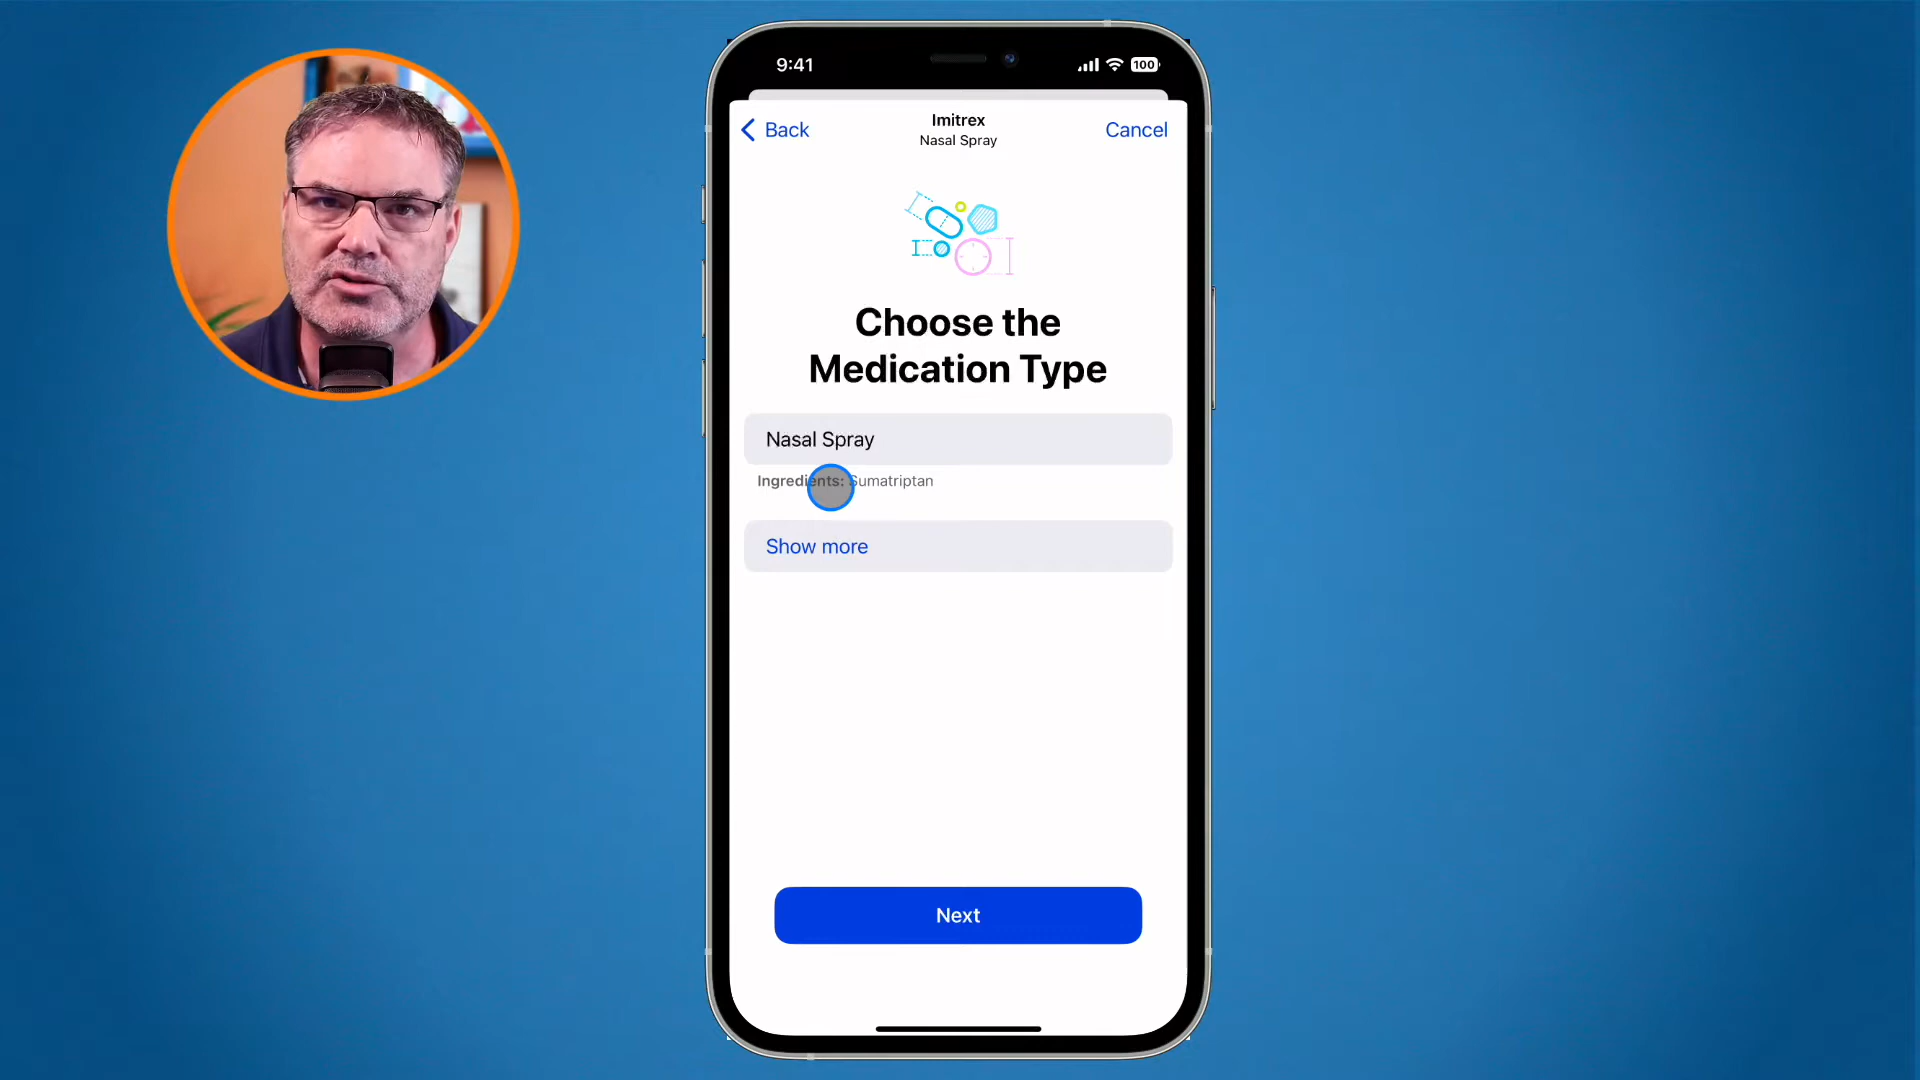 9:41
100
Back
Imitrex
Nasal Spray
Cancel
Choose the
Medication Type
Nasal Spray
Ingredients: Sumatriptan
Show more
Next